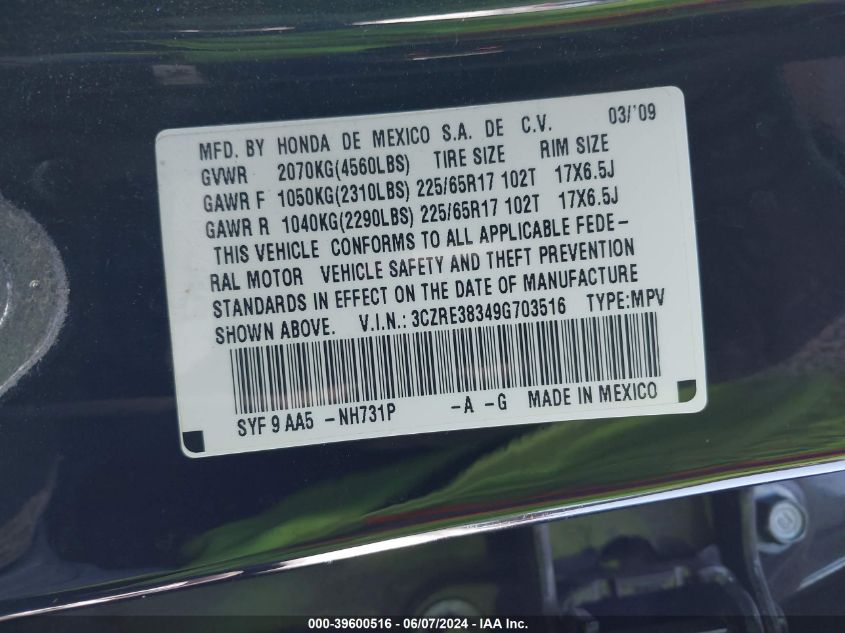 MFD. BY HONDA DE MEXICO S.A. DE C.V. 03/'09
GVWR 2070KG(4560LBS) TIRE SIZE RIM SIZE
GAWR F 1050KG(2310LBS) 225/65R17 102T 17X6.5J
GAWR R 1040KG(2290LBS) 225/65R17 102T 17X6.5J
THIS VEHICLE CONFORMS TO ALL APPLICABLE FEDE-
RAL MOTOR VEHICLE SAFETY AND THEFT PREVENTION
STANDARDS IN EFFECT ON THE DATE OF MANUFACTURE
SHOWN ABOVE. V.I.N.: 3CZRE38349G703516 TYPE:MPV
SYF 9 AA5 -NH731P -A -G MADE IN MEXICO
000-39600516 - 06/07/2024 - IAA Inc.